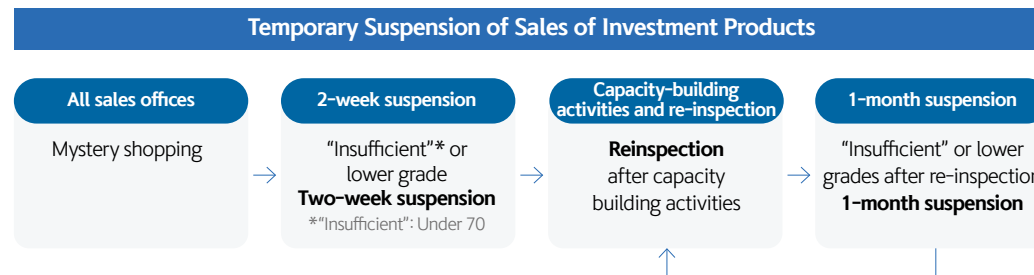 Temporary Suspension of Sales of Investment Products
All sales offices
Mystery shopping
2-week suspension
"Insufficient"* or
lower grade
Two-week suspension
*"Insufficient": Under 70
Capacity-building
activities and re-inspection
Reinspection
after capacity
building activities
1-month suspension
"Insufficient" or lower
grades after re-inspection
1-month suspension